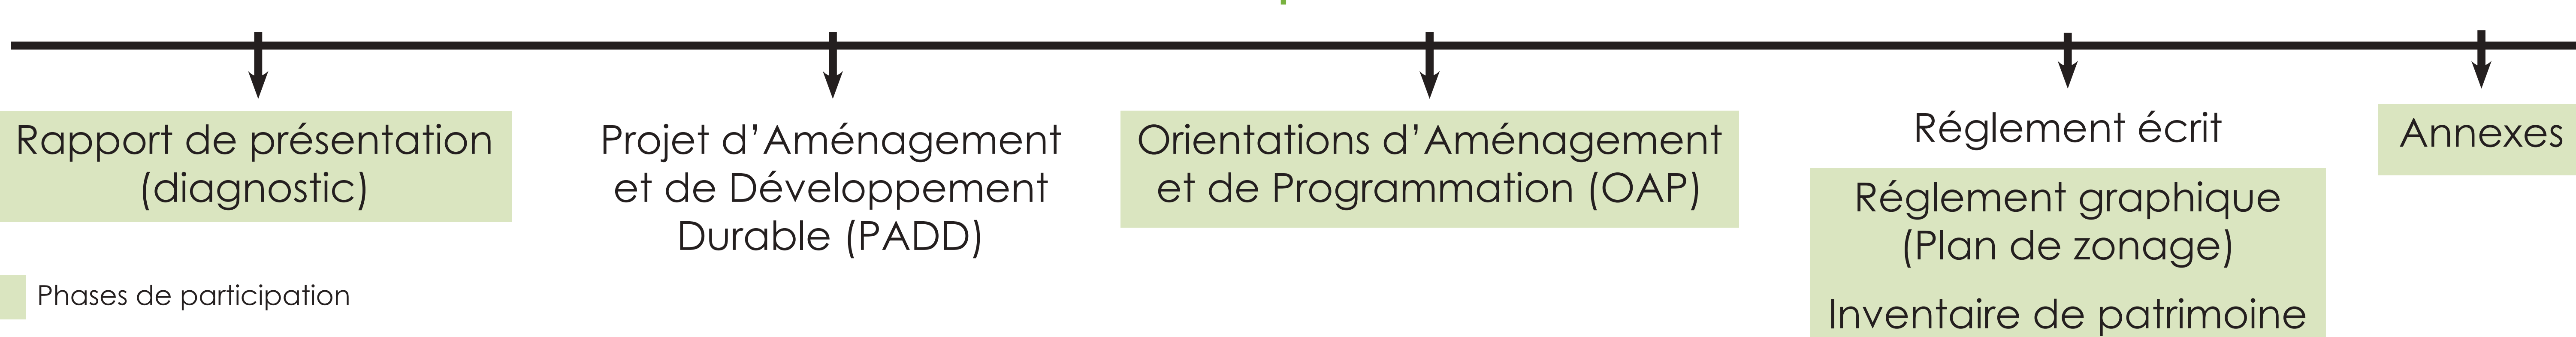 Rapport de présentation
(diagnostic)
Projet d’Aménagement
et de Développement
Durable (PADD)
Orientations d’Aménagement
et de Programmation (OAP)
Réglement écrit
Réglement graphique
(Plan de zonage)
Inventaire de patrimoine
Annexes
Phases de participation